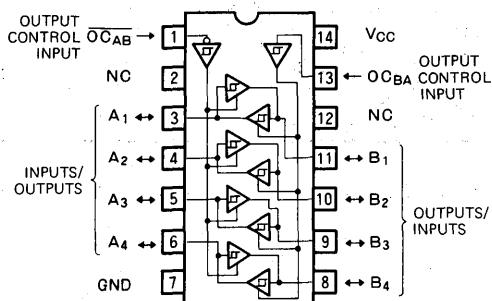 OUTPUT
CONTROL
INPUT
O̅C̅AB → 1
14 VCC
NC 2
13 ← OCBA OUTPUT
CONTROL
INPUT
A1 ↔ 3
12 NC
INPUTS/
OUTPUTS
A2 ↔ 4
11 ↔ B1
A3 ↔ 5
10 ↔ B2
OUTPUTS/
INPUTS
A4 ↔ 6
9 ↔ B3
GND 7
8 ↔ B4